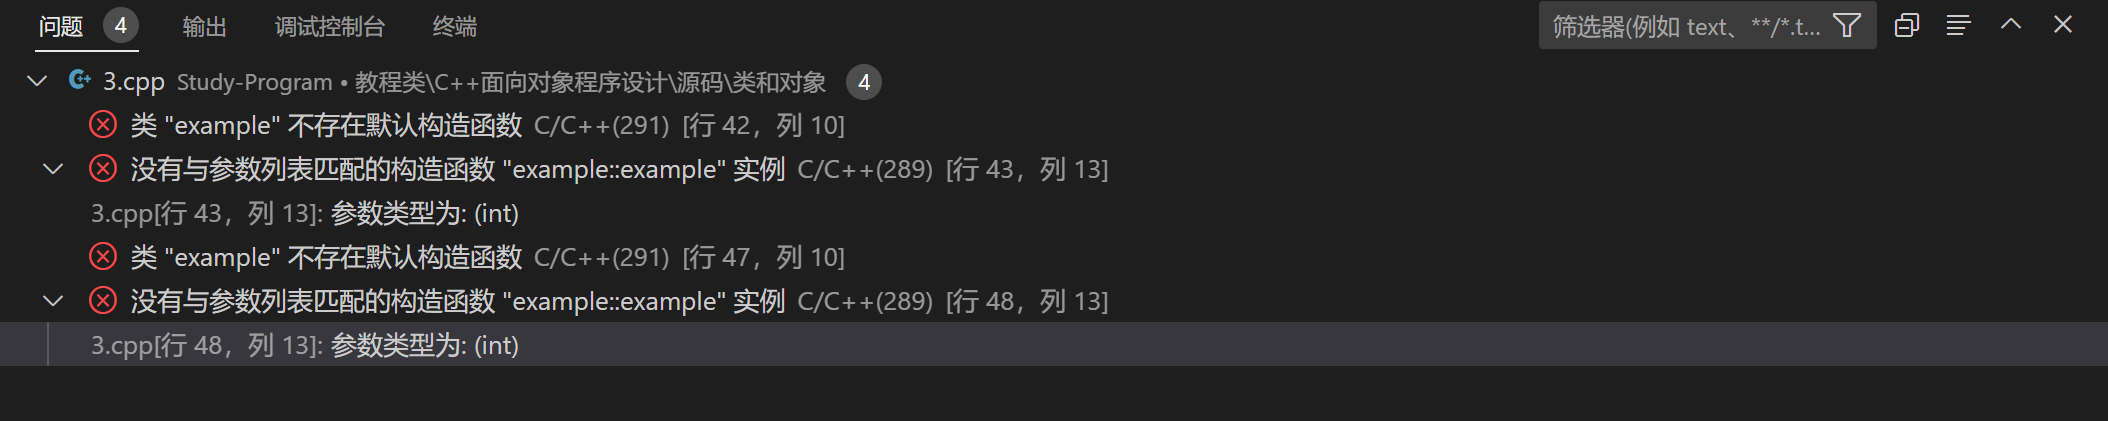 问题 4 输出 调试控制台 终端 筛选器(例如 text、**/*.t...
3.cpp Study-Program • 教程类\C++面向对象程序设计\源码\类和对象 4
类 "example" 不存在默认构造函数 C/C++(291) [行 42，列 10]
没有与参数列表匹配的构造函数 "example::example" 实例 C/C++(289) [行 43，列 13]
3.cpp[行 43，列 13]: 参数类型为: (int)
类 "example" 不存在默认构造函数 C/C++(291) [行 47，列 10]
没有与参数列表匹配的构造函数 "example::example" 实例 C/C++(289) [行 48，列 13]
3.cpp[行 48，列 13]: 参数类型为: (int)